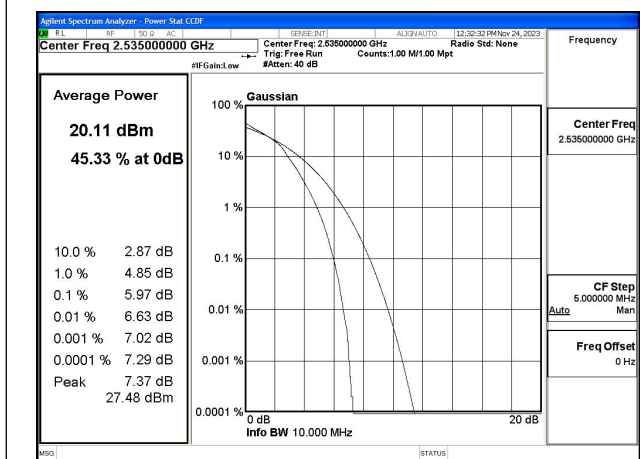 Agilent Spectrum Analyzer - Power Stat CCDF
RL RF 50 Ω AC SENSE:INT ALIGN AUTO 12:32:32 PM Nov 24, 2023
Center Freq 2.535000000 GHz
Center Freq: 2.535000000 GHz Radio Std: None
Trig: Free Run Counts:1.00 M/1.00 Mpt
#IFGain:Low #Atten: 40 dB
Frequency
Average Power
20.11 dBm
45.33 % at 0dB
10.0 % 2.87 dB
1.0 % 4.85 dB
0.1 % 5.97 dB
0.01 % 6.63 dB
0.001 % 7.02 dB
0.0001 % 7.29 dB
Peak 7.37 dB
27.48 dBm
Gaussian
100 %
10 %
1 %
0.1 %
0.01 %
0.001 %
0.0001 %
0 dB 20 dB
Info BW 10.000 MHz
Center Freq
2.535000000 GHz
CF Step
5.000000 MHz
Auto Man
Freq Offset
0 Hz
MSG STATUS